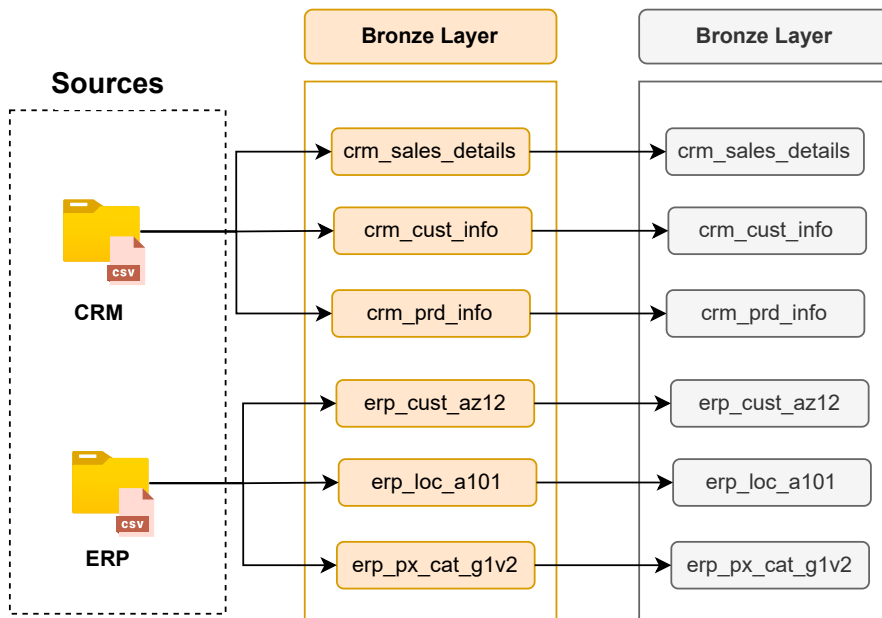 Bronze Layer
Bronze Layer
Sources
crm_sales_details
crm_sales_details
crm_cust_info
crm_cust_info
csv
CRM
crm_prd_info
crm_prd_info
erp_cust_az12
erp_cust_az12
erp_loc_a101
erp_loc_a101
csv
ERP
erp_px_cat_g1v2
erp_px_cat_g1v2